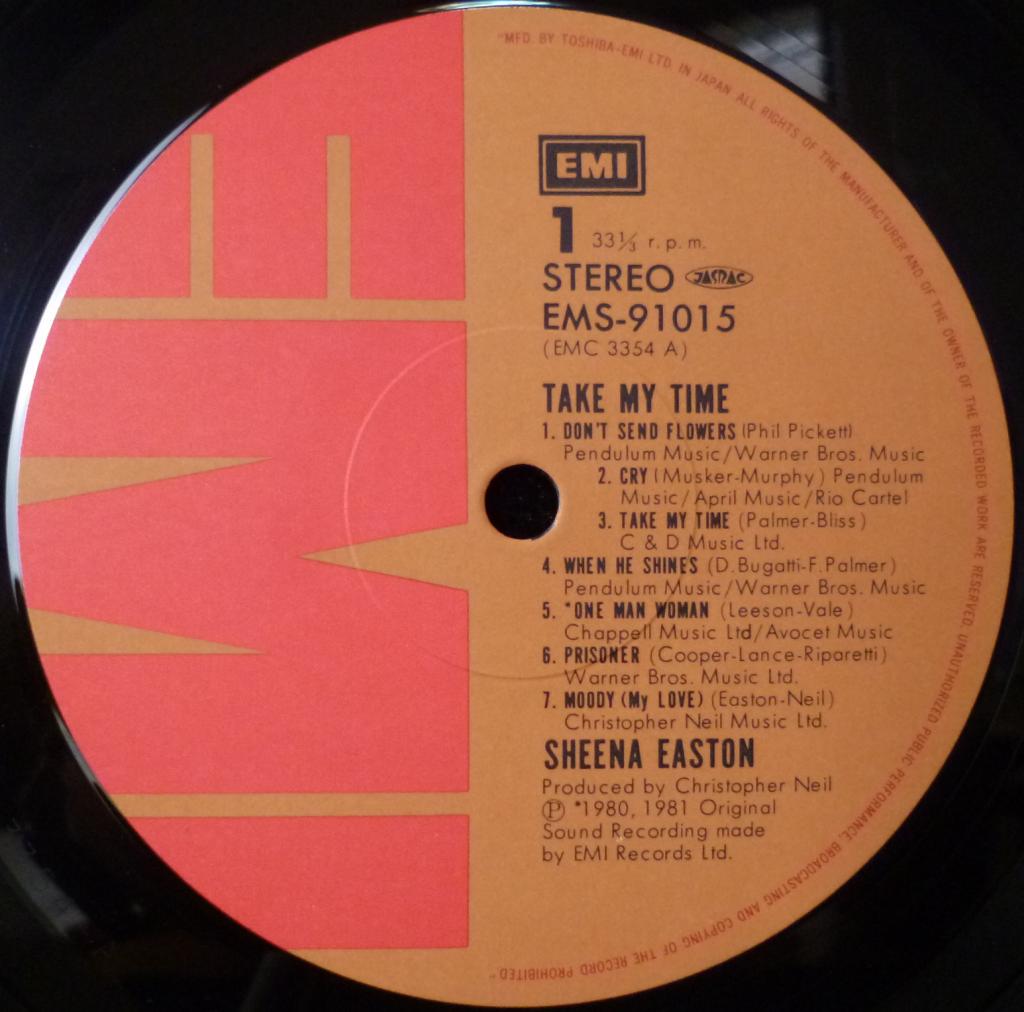 "MFD. BY TOSHIBA-EMI LTD. IN JAPAN ALL RIGHTS OF THE MANUFACTURER AND OF THE OWNER OF THE RECORDED WORK ARE RESERVED. UNAUTHORIZED PUBLIC PERFORMANCE, BROADCASTING AND COPYING OF THE RECORD PROHIBITED"
EMI
1 33⅓ r.p.m.
STEREO JASRAC
EMS-91015
(EMC 3354 A)
TAKE MY TIME
1. DON'T SEND FLOWERS (Phil Pickett)
Pendulum Music/Warner Bros. Music
2. CRY (Musker-Murphy) Pendulum
Music/April Music/Rio Cartel
3. TAKE MY TIME (Palmer-Bliss)
C & D Music Ltd.
4. WHEN HE SHINES (D.Bugatti-F.Palmer)
Pendulum Music/Warner Bros. Music
5. *ONE MAN WOMAN (Leeson-Vale)
Chappell Music Ltd/Avocet Music
6. PRISONER (Cooper-Lance-Riparetti)
Warner Bros. Music Ltd.
7. MOODY (My LOVE) (Easton-Neil)
Christopher Neil Music Ltd.
SHEENA EASTON
Produced by Christopher Neil
Ⓟ *1980, 1981 Original
Sound Recording made
by EMI Records Ltd.
EMI